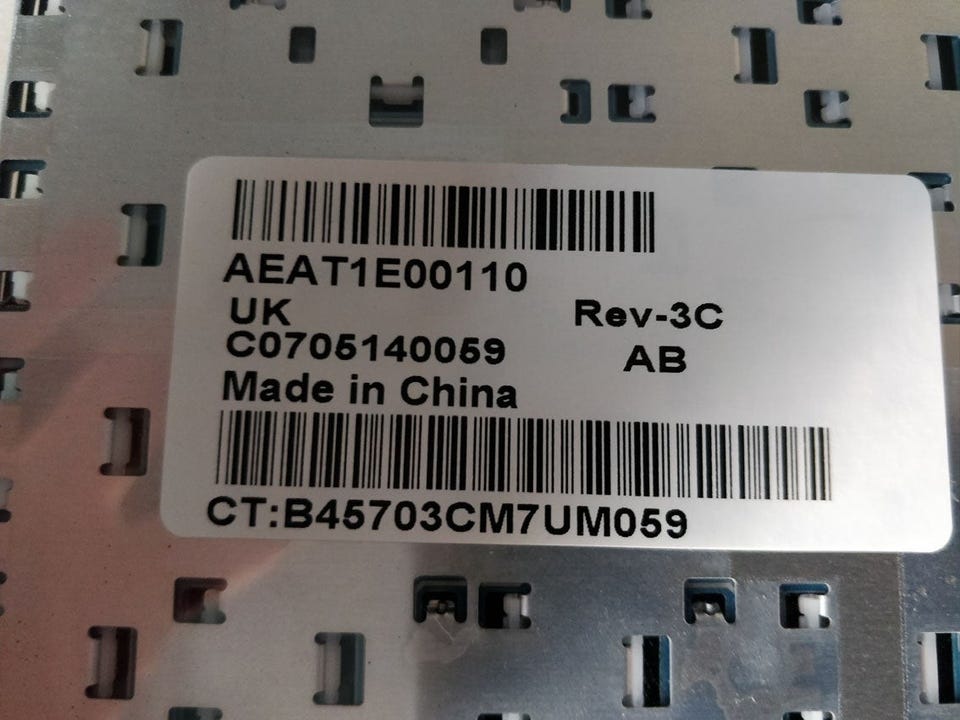 AEAT1E00110
UK
Rev-3C
C0705140059
AB
Made in China
CT:B45703CM7UM059